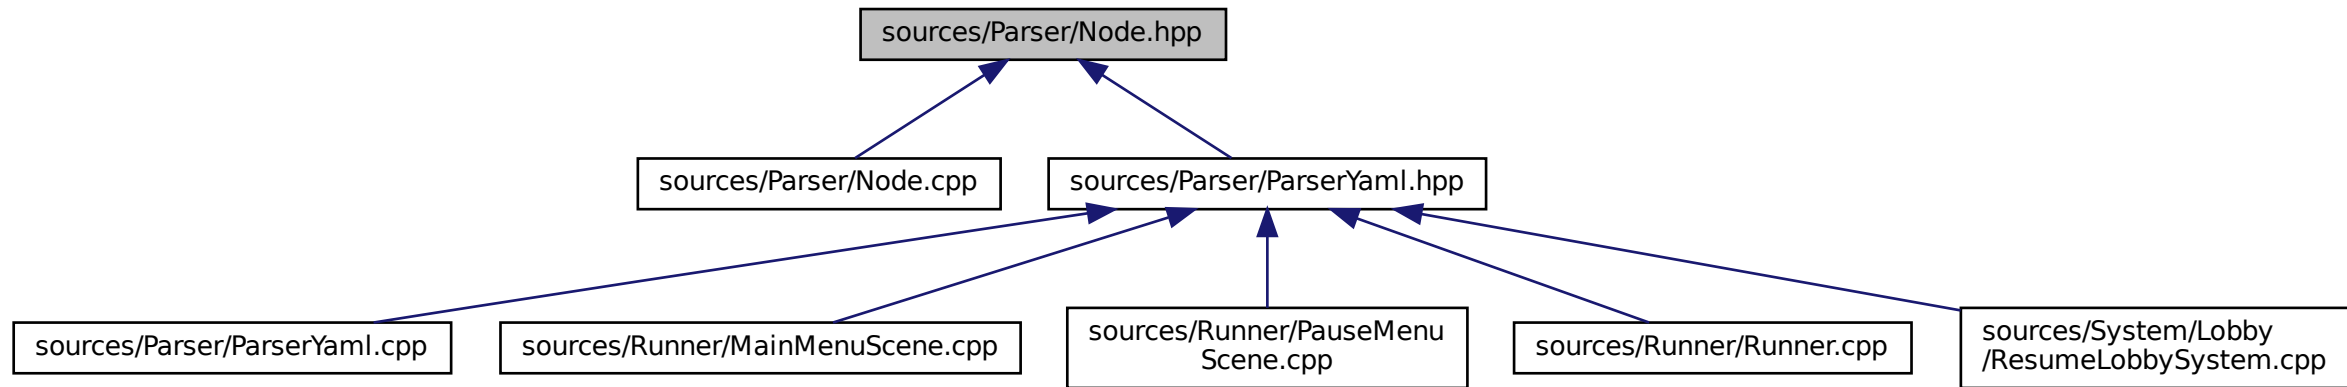 sources/Parser/Node.hpp
sources/Parser/Node.cpp
sources/Parser/ParserYaml.hpp
sources/Parser/ParserYaml.cpp
sources/Runner/MainMenuScene.cpp
sources/Runner/PauseMenu
Scene.cpp
sources/Runner/Runner.cpp
sources/System/Lobby
/ResumeLobbySystem.cpp